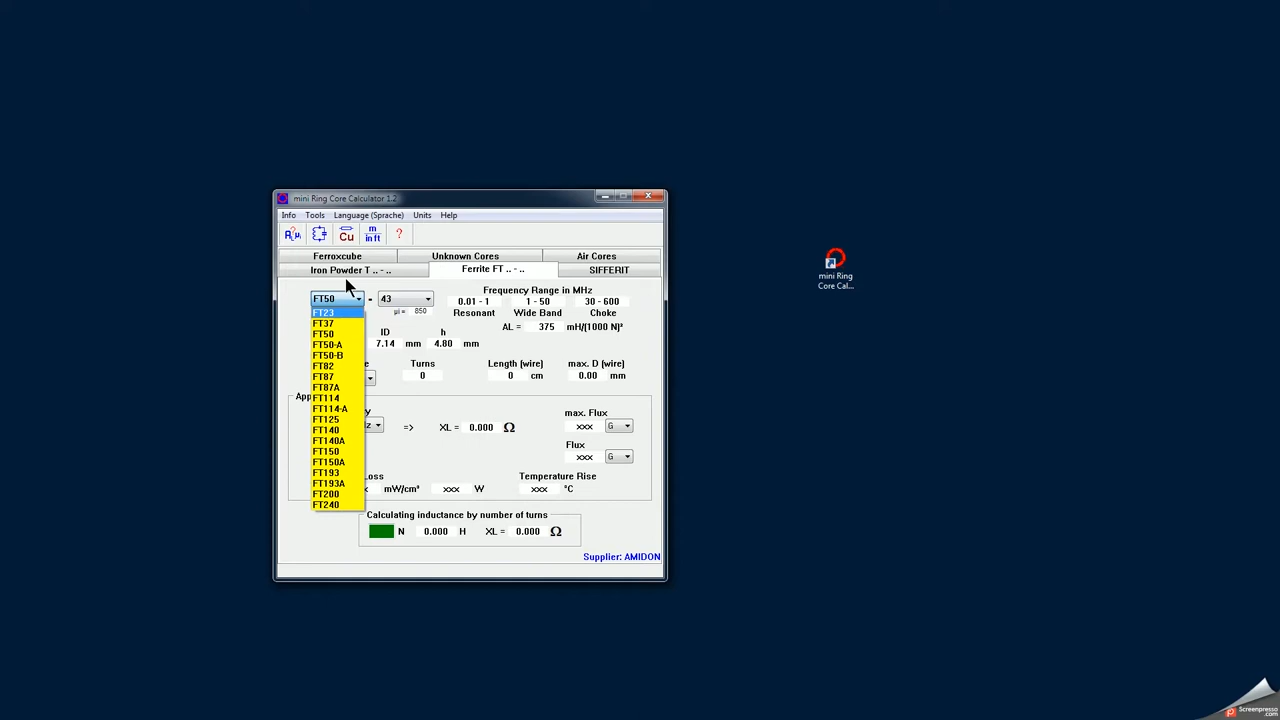 mini Ring Core Calculator 1.2
Info Tools Language (Sprache) Units Help
A ? µi Cu m in ft ?
Ferroxcube Unknown Cores Air Cores
Iron Powder T .. - .. Ferrite FT .. - .. SIFFERIT
Frequency Range in MHz
FT50 - 43 0.01 - 1 1 - 50 30 - 600
µi = 850 Resonant Wide Band Choke
FT23
FT37
AL = 375 mH/(1000 N)²
FT50 ID h
FT50-A 7.14 mm 4.80 mm
FT50-B
FT82 Turns Length (wire) max. D (wire)
FT87 0 0 cm 0.00 mm
FT87A
FT114
FT114-A max. Flux
FT125 => XL = 0.000 Ω xxx G
FT140
FT140A Flux
FT150 xxx G
FT150A
FT193 Loss Temperature Rise
FT193A mW/cm³ xxx W xxx °C
FT200
FT240
Calculating inductance by number of turns
N 0.000 H XL = 0.000 Ω
Supplier: AMIDON
mini Ring
Core Calc...
Screenpresso
.com